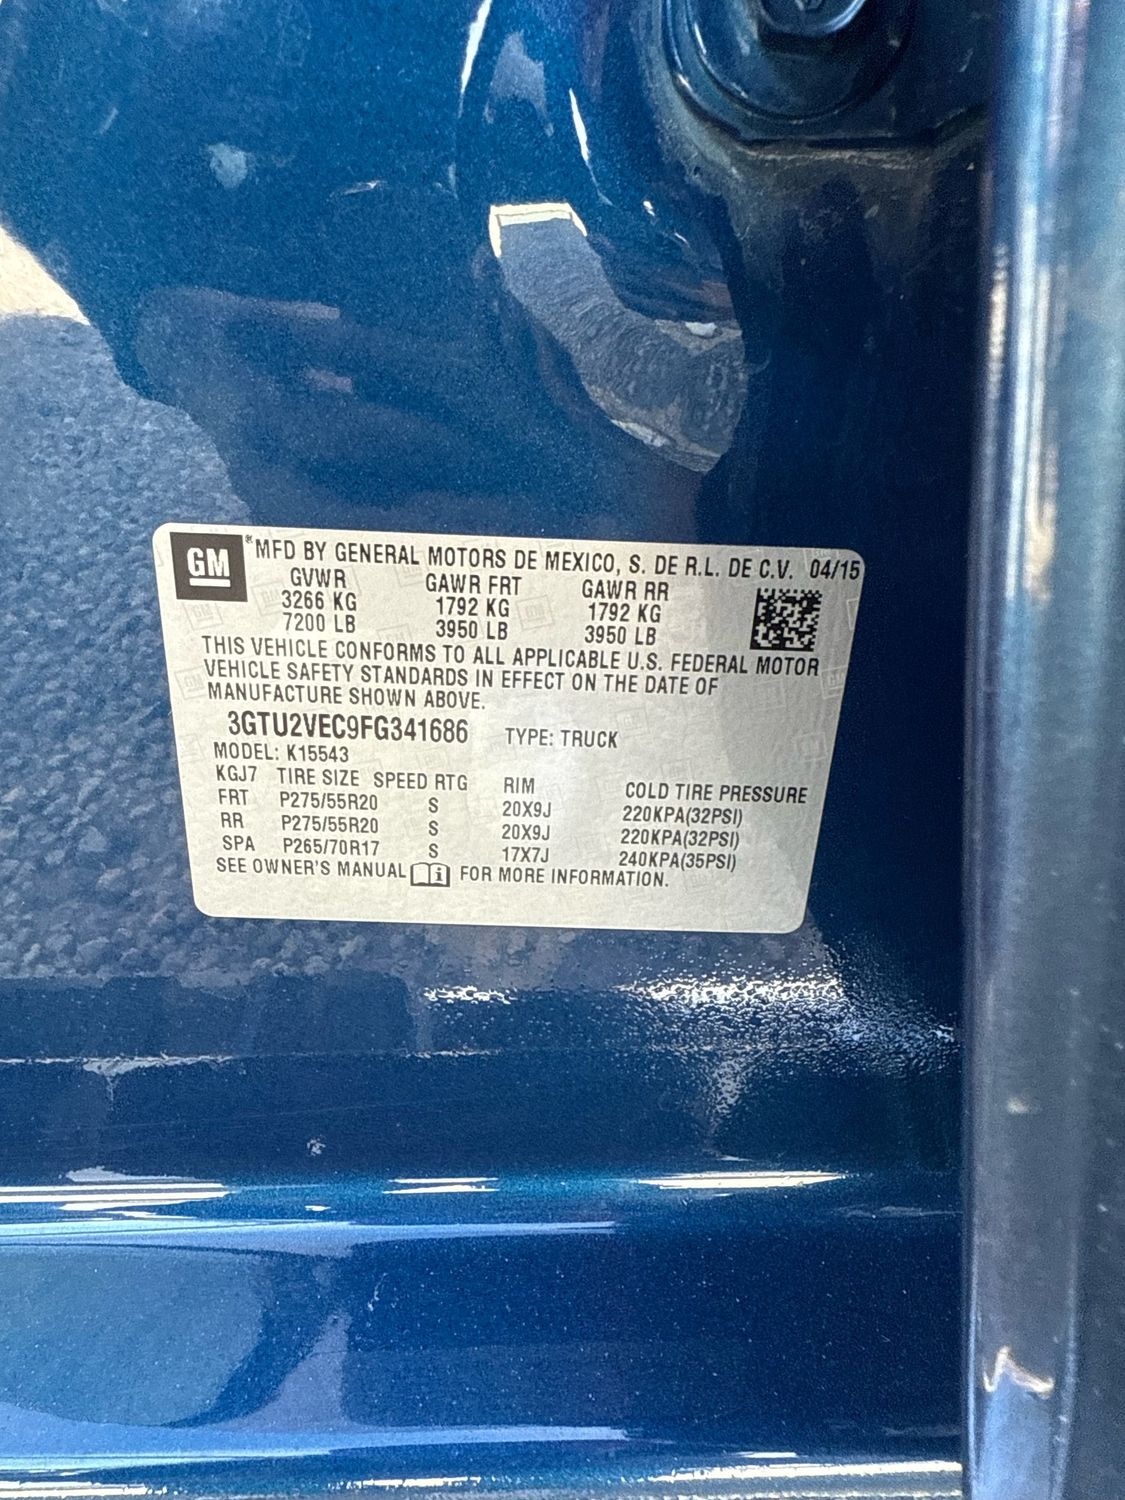 GM ® MFD BY GENERAL MOTORS DE MEXICO, S. DE R.L. DE C.V. 04/15
GVWR GAWR FRT GAWR RR
3266 KG 1792 KG 1792 KG
7200 LB 3950 LB 3950 LB
THIS VEHICLE CONFORMS TO ALL APPLICABLE U.S. FEDERAL MOTOR
VEHICLE SAFETY STANDARDS IN EFFECT ON THE DATE OF
MANUFACTURE SHOWN ABOVE.
3GTU2VEC9FG341686 TYPE: TRUCK
MODEL: K15543
KGJ7 TIRE SIZE SPEED RTG RIM COLD TIRE PRESSURE
FRT P275/55R20 S 20X9J 220KPA(32PSI)
RR P275/55R20 S 20X9J 220KPA(32PSI)
SPA P265/70R17 S 17X7J 240KPA(35PSI)
SEE OWNER'S MANUAL FOR MORE INFORMATION.